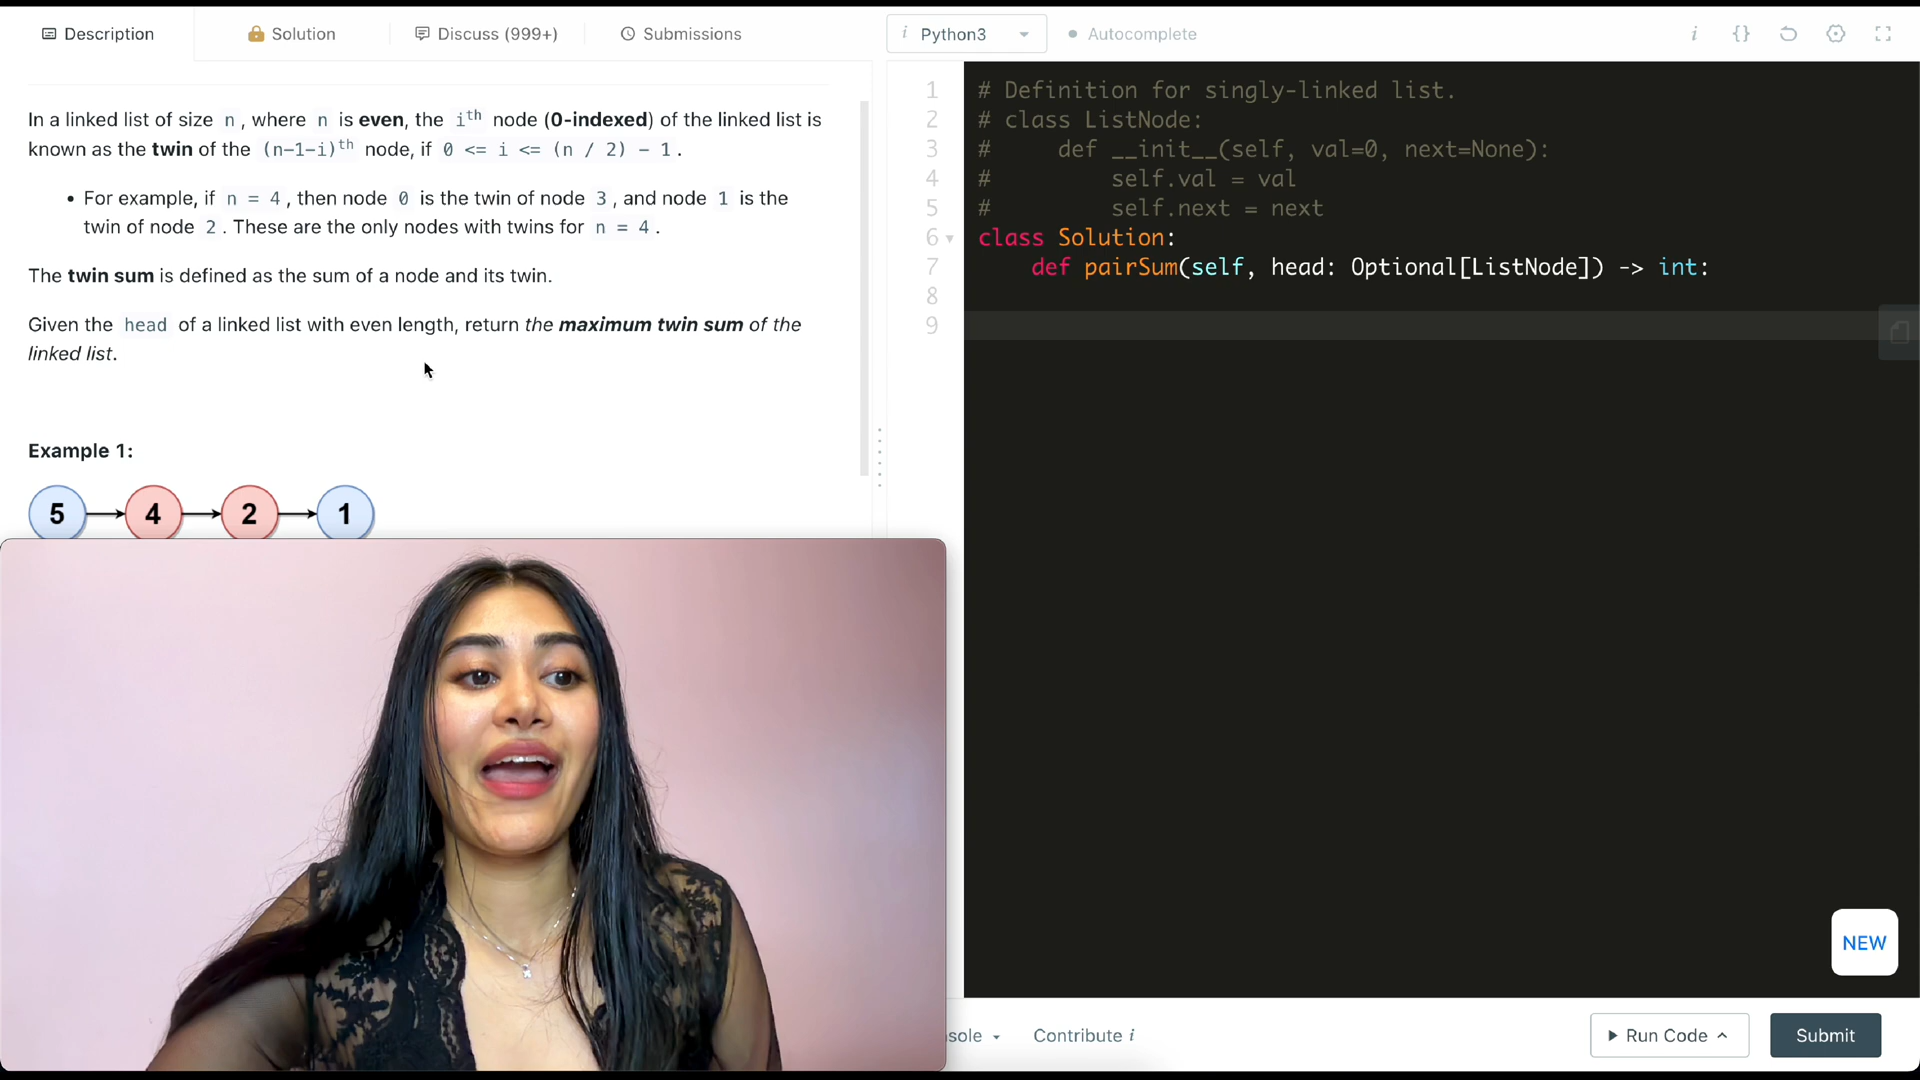 Description
Solution
Discuss (999+)
Submissions
i Python3
Autocomplete
i {}
In a linked list of size n, where n is even, the ith node (0-indexed) of the linked list is
known as the twin of the (n-1-i)th node, if 0 <= i <= (n / 2) - 1.
• For example, if n = 4, then node 0 is the twin of node 3, and node 1 is the
twin of node 2. These are the only nodes with twins for n = 4.
The twin sum is defined as the sum of a node and its twin.
Given the head of a linked list with even length, return the maximum twin sum of the
linked list.
Example 1:
5 4 2 1
1 # Definition for singly-linked list.
2 # class ListNode:
3 #     def __init__(self, val=0, next=None):
4 #         self.val = val
5 #         self.next = next
6 class Solution:
7     def pairSum(self, head: Optional[ListNode]) -> int:
8
9
NEW
sole
Contribute i
Run Code
Submit